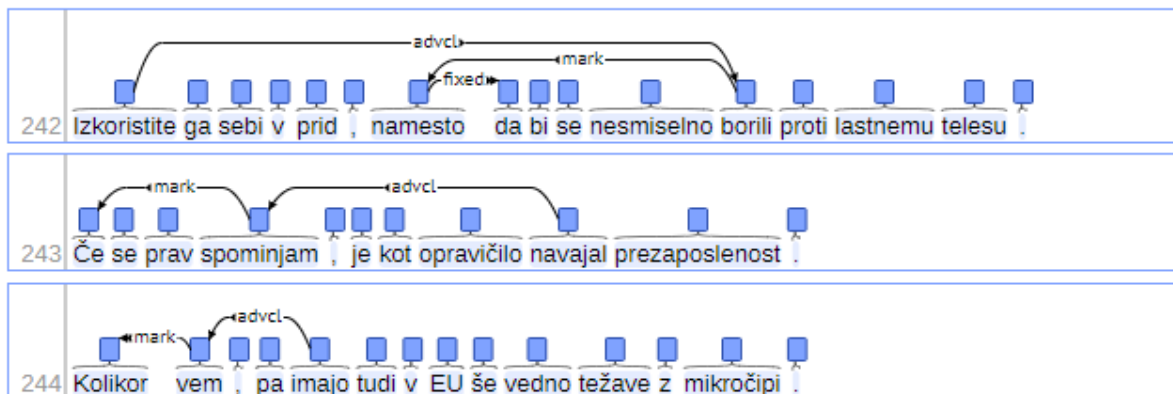 advcl
mark
fixed
242 Izkoristite ga sebi v prid , namesto da bi se nesmiselno borili proti lastnemu telesu .
mark advcl
243 Če se prav spominjam , je kot opravičilo navajal prezaposlenost .
advcl
mark
244 Kolikor vem , pa imajo tudi v EU še vedno težave z mikročipi .